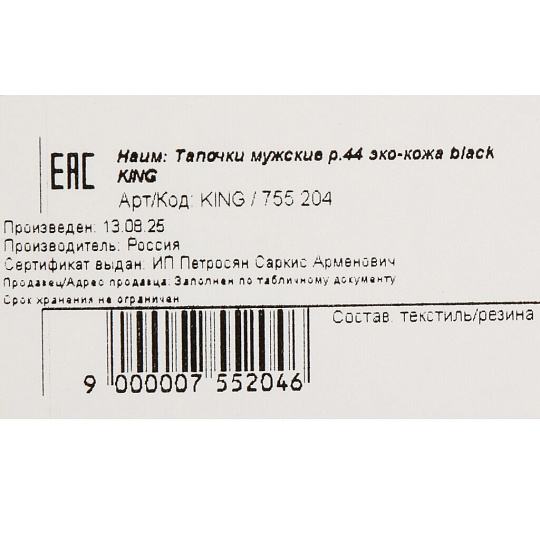 EAC
Наим: Тапочки мужские р.44 эко-кожа black
KING
Арт/Код: KING / 755 204
Произведен: 13.08.25
Производитель: Россия
Сертификат выдан: ИП Петросян Саркис Арменович
Продавец/Адрес продавца: Заполнен по табличному документу
Срок хранения не ограничен
Состав: текстиль/резина
9 000007 552046